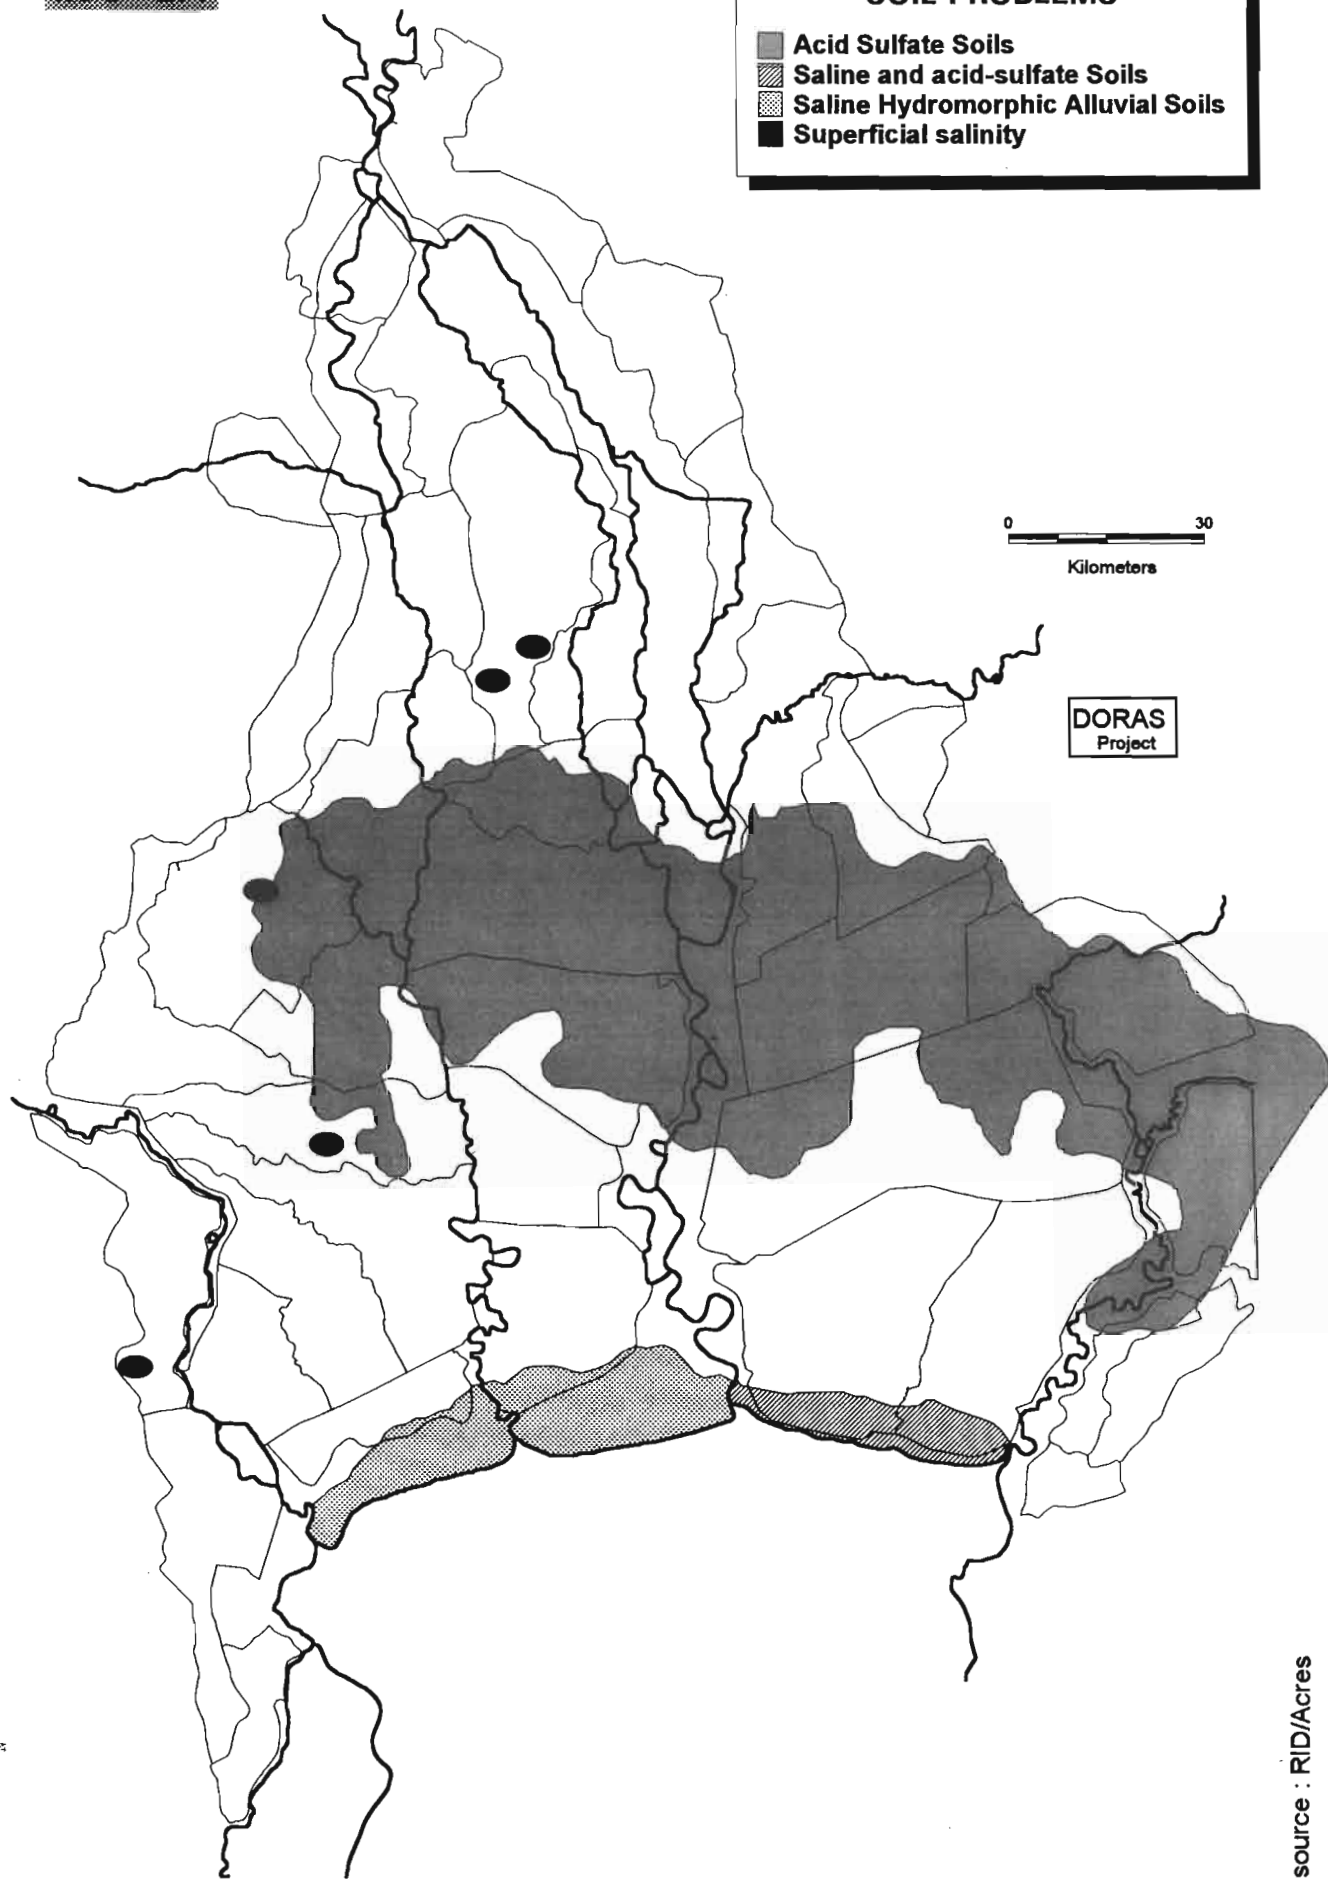 Acid Sulfate Soils
Saline and acid-sulfate Soils
Saline Hydromorphic Alluvial Soils
Superficial salinity
0 30
Kilometers
DORAS
Project
source : RID/Acres